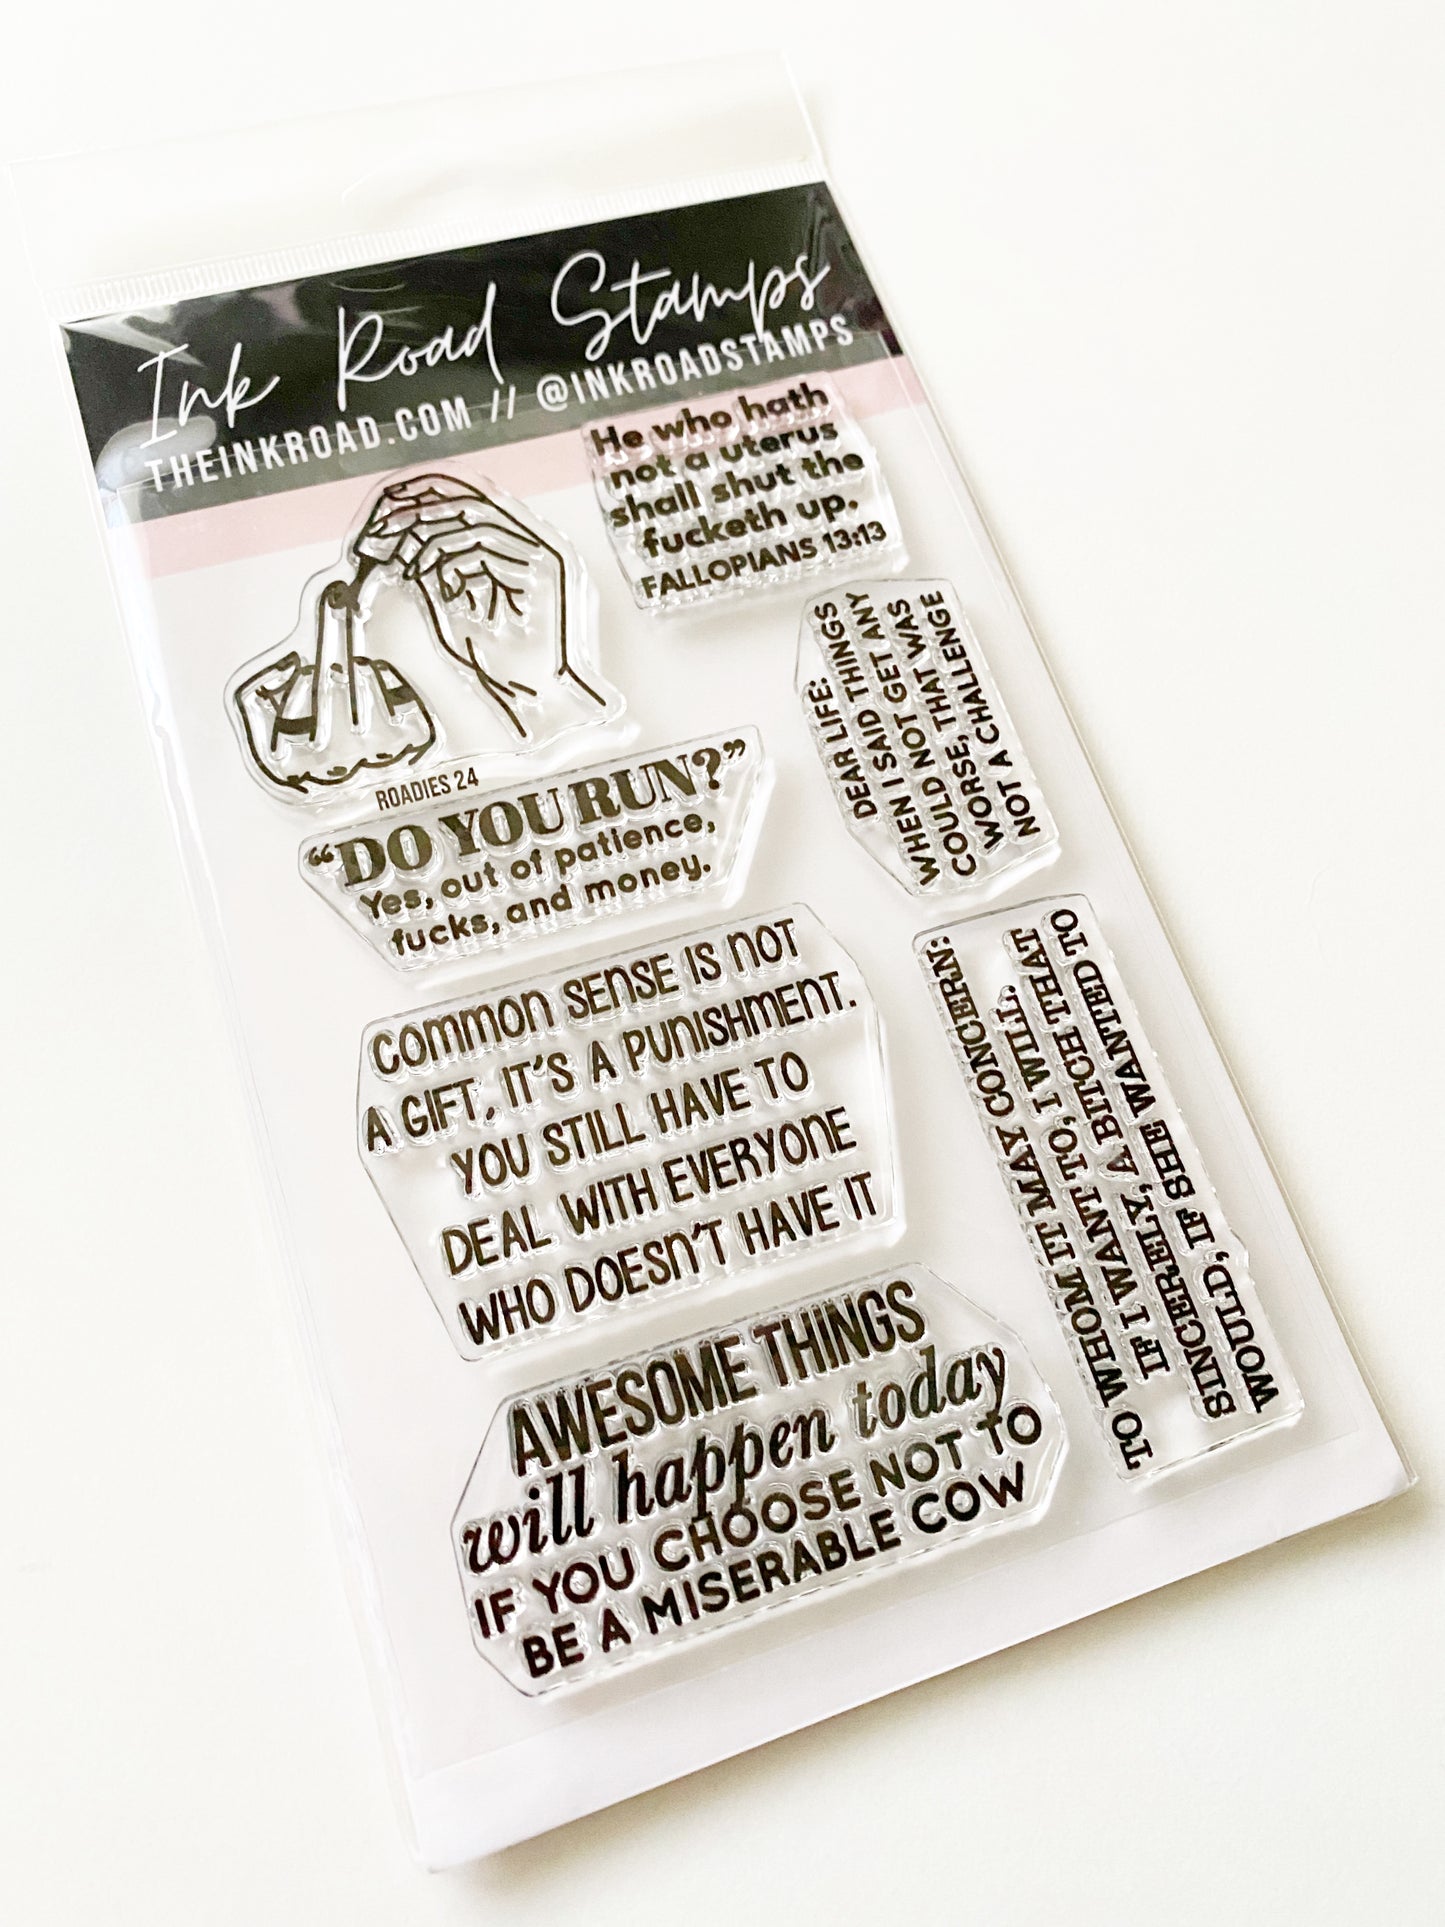 Ink Road Stamps
THEINKROAD.COM // @INKROADSTAMPS
He who hath
not a uterus
shall shut the
fucketh up.
FALLOPIANS 13:13
ROADIES 24
DEAR LIFE:
WHEN I SAID THINGS
COULD NOT GET ANY
WORSE, THAT WAS
NOT A CHALLENGE
“DO YOU RUN?”
Yes, out of patience,
fucks, and money.
COMMON SENSE IS NOT
A GIFT, IT'S A PUNISHMENT.
YOU STILL HAVE TO
DEAL WITH EVERYONE
WHO DOESN'T HAVE IT
TO WHOM IT MAY CONCERN:
IF I WANT TO, I WILL.
SINCERELY, A BITCH THAT
WOULD, IF SHE WANTED TO
AWESOME THINGS
will happen today
IF YOU CHOOSE NOT TO
BE A MISERABLE COW